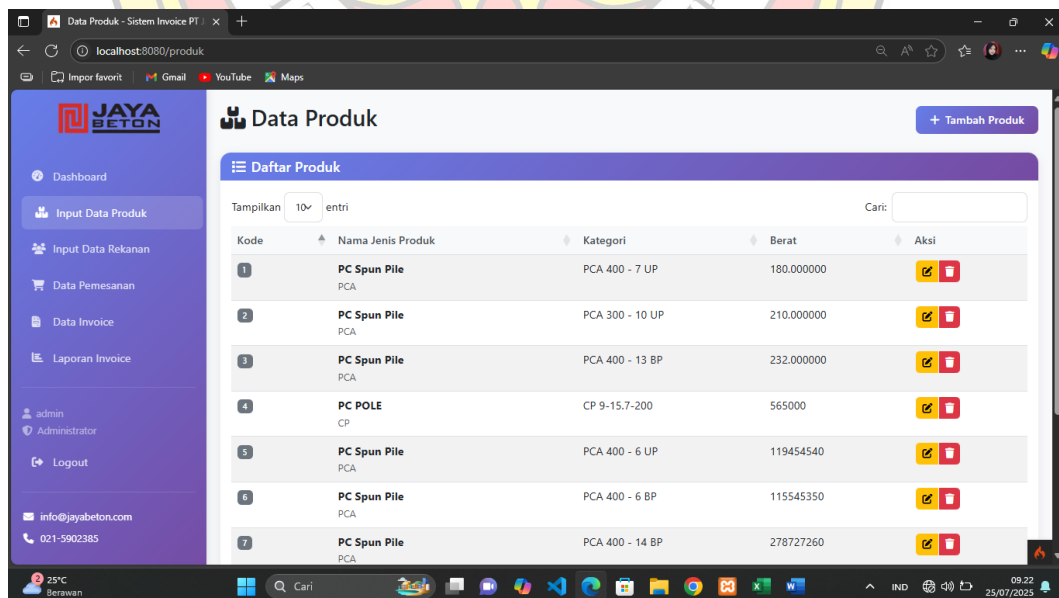 Data Produk - Sistem Invoice PT J
localhost:8080/produk
Impor favorit Gmail YouTube Maps
JAYA
BETON
Data Produk
+ Tambah Produk
Dashboard
Input Data Produk
Input Data Rekanan
Data Pemesanan
Data Invoice
Laporan Invoice
admin
Administrator
Logout
info@jayabeton.com
021-5902385
Daftar Produk
Tampilkan 10 entri
Cari:
Kode Nama Jenis Produk Kategori Berat Aksi
1 PC Spun Pile PCA 400 - 7 UP 180.000000
PCA
2 PC Spun Pile PCA 300 - 10 UP 210.000000
PCA
3 PC Spun Pile PCA 400 - 13 BP 232.000000
PCA
4 PC POLE CP 9-15.7-200 565000
CP
5 PC Spun Pile PCA 400 - 6 UP 119454540
PCA
6 PC Spun Pile PCA 400 - 6 BP 115545350
PCA
7 PC Spun Pile PCA 400 - 14 BP 278727260
PCA
2 25°C
Berawan
Cari
IND
09.22
25/07/2025